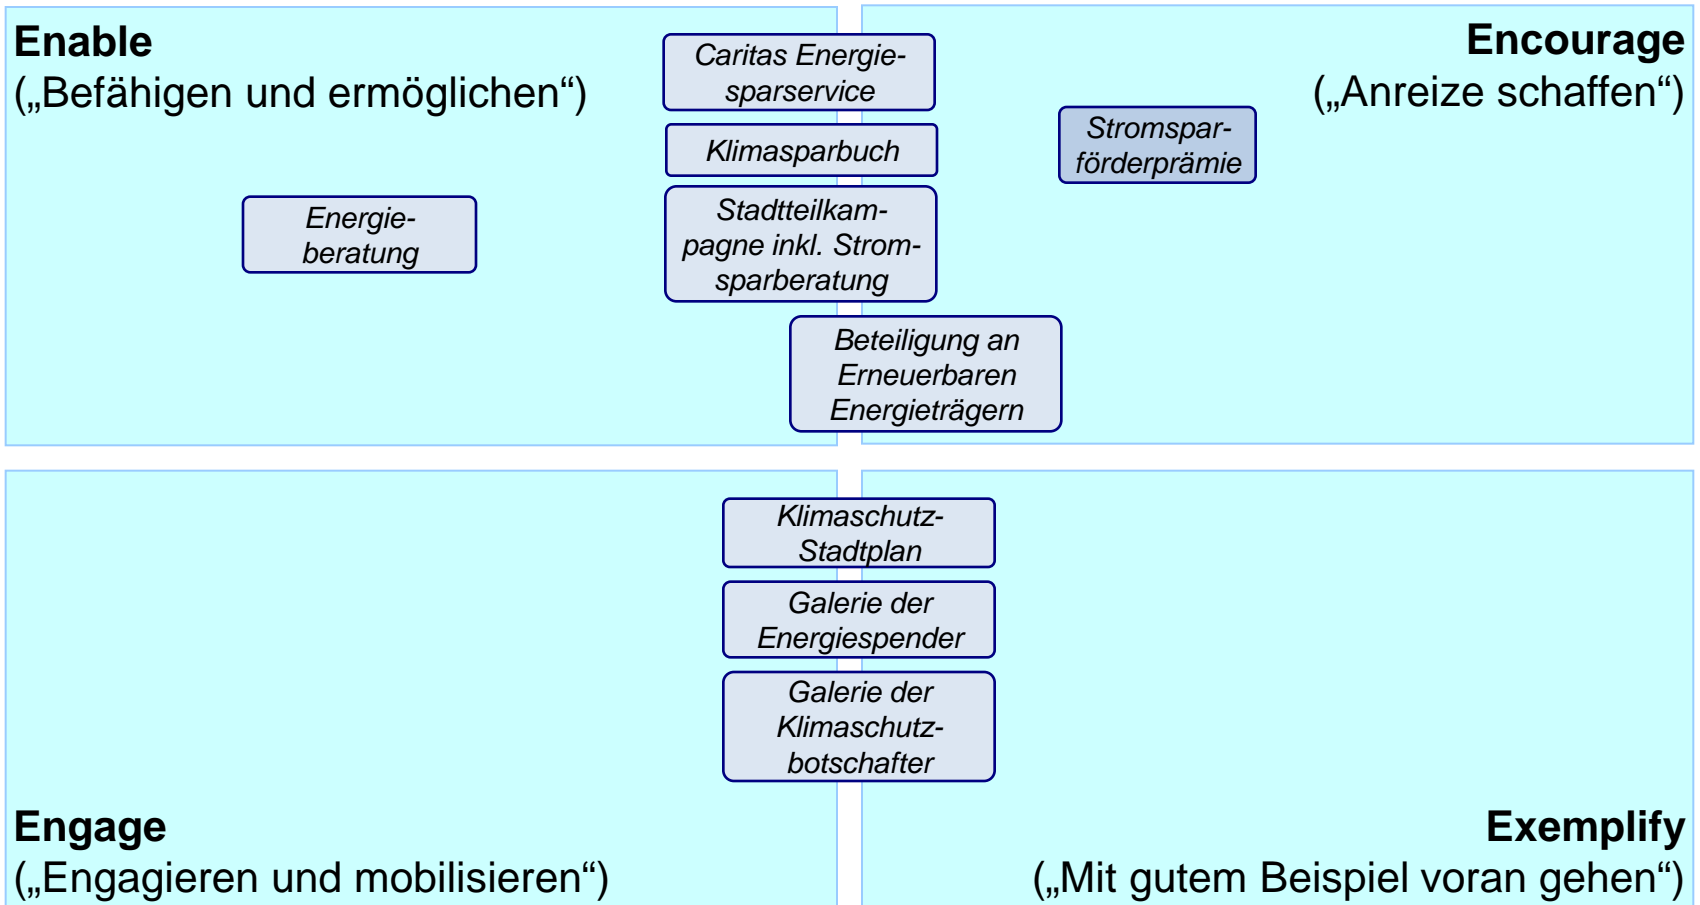 Enable
(„Befähigen und ermöglichen“)
Encourage
(„Anreize schaffen“)
Caritas Energie-
sparservice
Klimasparbuch
Stromspar-
förderprämie
Energie-
beratung
Stadtteilkam-
pagne inkl. Strom-
sparberatung
Beteiligung an
Erneuerbaren
Energieträgern
Klimaschutz-
Stadtplan
Galerie der
Energiespender
Galerie der
Klimaschutz-
botschafter
Engage
(„Engagieren und mobilisieren“)
Exemplify
(„Mit gutem Beispiel voran gehen“)